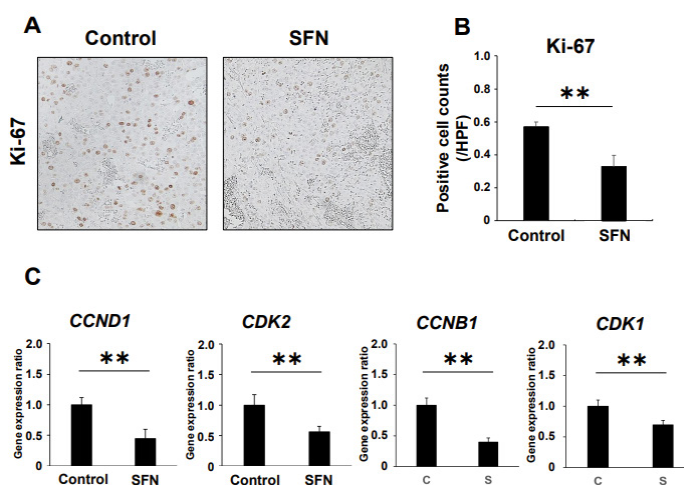 A
Control
SFN
Ki-67
B
Ki-67
Positive cell counts
(/HPF)
1.0
0.8
0.6
0.4
0.2
0
**
Control
SFN
C
CCND1
Gene expression ratio
2.0
1.5
1.0
0.5
0
**
Control
SFN
CDK2
Gene expression ratio
2.0
1.5
1.0
0.5
0
**
Control
SFN
CCNB1
Gene expression ratio
2.0
1.5
1.0
0.5
0
**
C
S
CDK1
Gene expression ratio
2.0
1.5
1.0
0.5
0
**
C
S